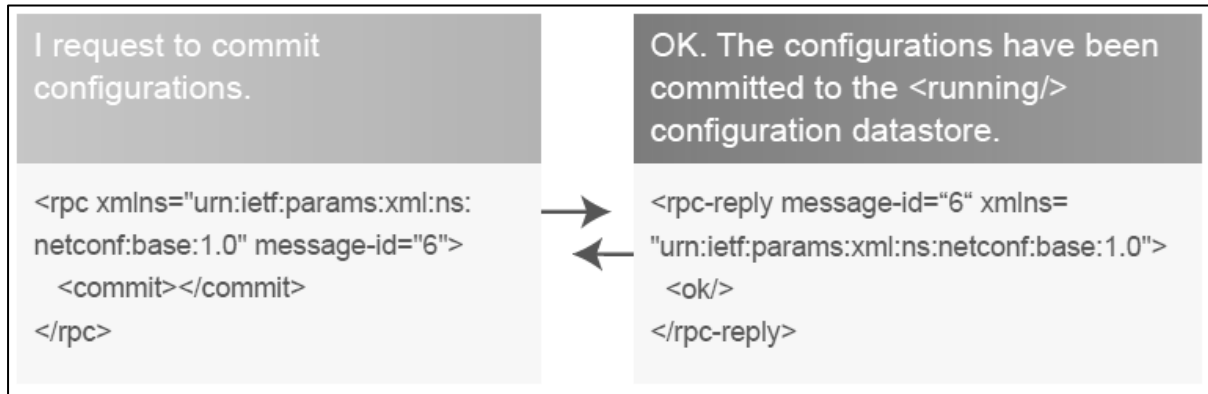 I request to commit
configurations.
<rpc xmlns="urn:ietf:params:xml:ns:
netconf:base:1.0" message-id="6">
<commit></commit>
</rpc>
OK. The configurations have been
committed to the <running/>
configuration datastore.
<rpc-reply message-id=“6“ xmlns=
"urn:ietf:params:xml:ns:netconf:base:1.0">
<ok/>
</rpc-reply>